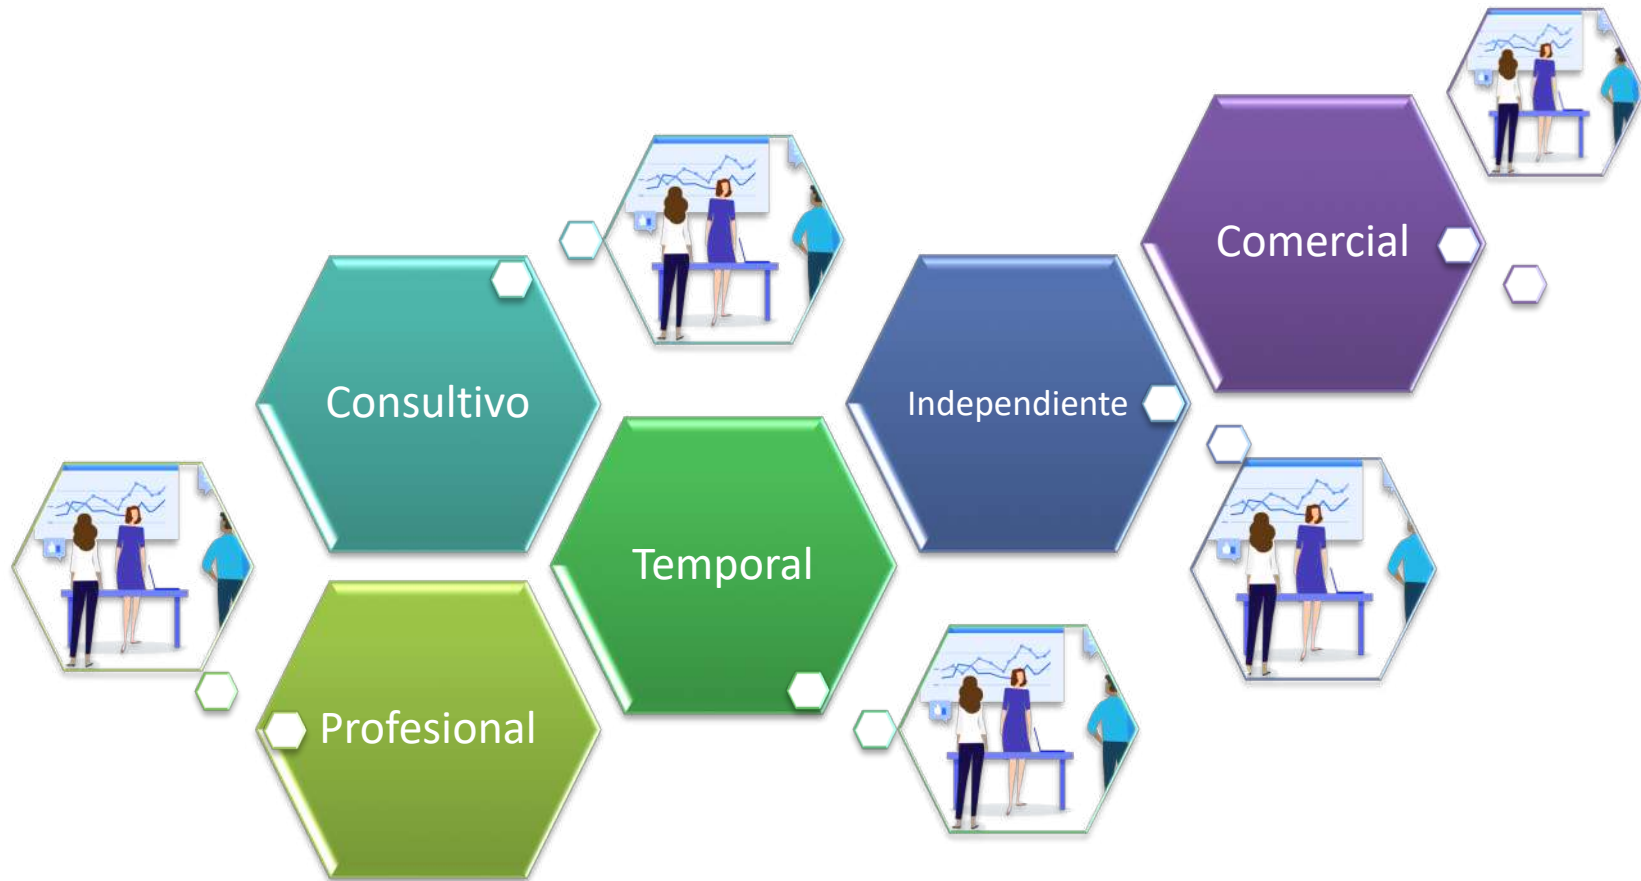 Comercial
Consultivo
Independiente
Temporal
Profesional